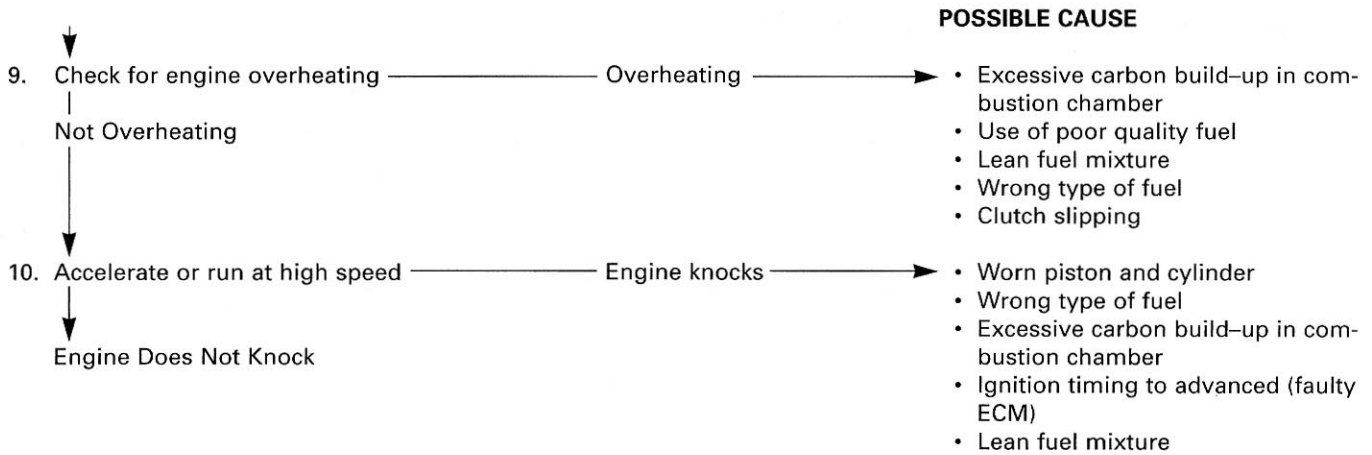 POSSIBLE CAUSE
9. Check for engine overheating Overheating • Excessive carbon build–up in com-
bustion chamber
Not Overheating • Use of poor quality fuel
• Lean fuel mixture
• Wrong type of fuel
• Clutch slipping
10. Accelerate or run at high speed Engine knocks • Worn piston and cylinder
• Wrong type of fuel
Engine Does Not Knock • Excessive carbon build–up in com-
bustion chamber
• Ignition timing to advanced (faulty
ECM)
• Lean fuel mixture